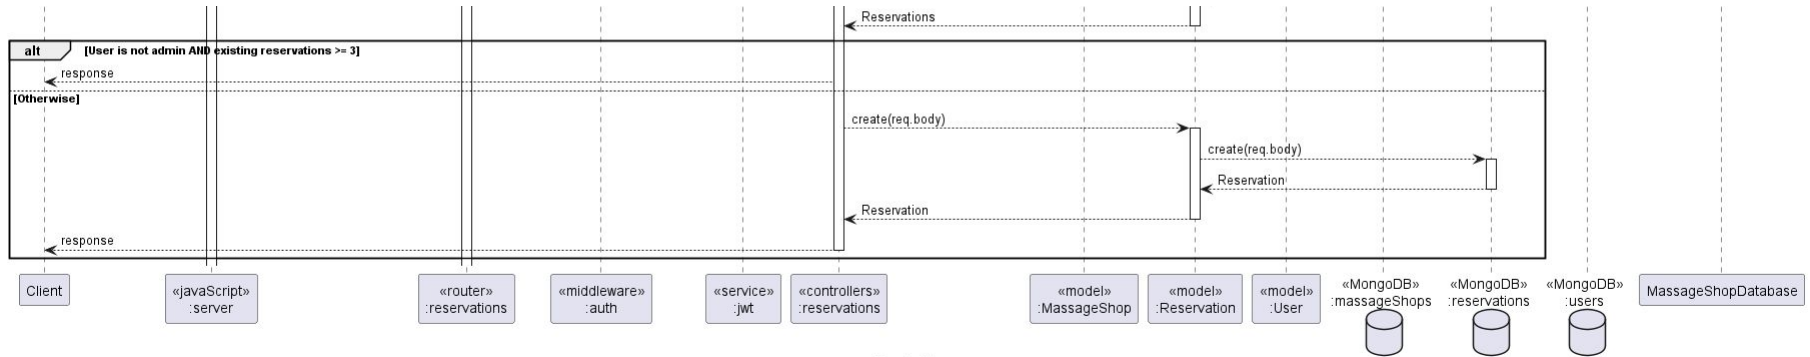 Reservations
alt [User is not admin AND existing reservations >= 3]
response
[Otherwise]
create(req.body)
create(req.body)
Reservation
Reservation
response
Client
«javaScript»
:server
«router»
:reservations
«middleware»
:auth
«service»
:jwt
«controllers»
:reservations
«model»
:MassageShop
«model»
:Reservation
«model»
:User
«MongoDB»
:massageShops
«MongoDB»
:reservations
«MongoDB»
:users
MassageShopDatabase